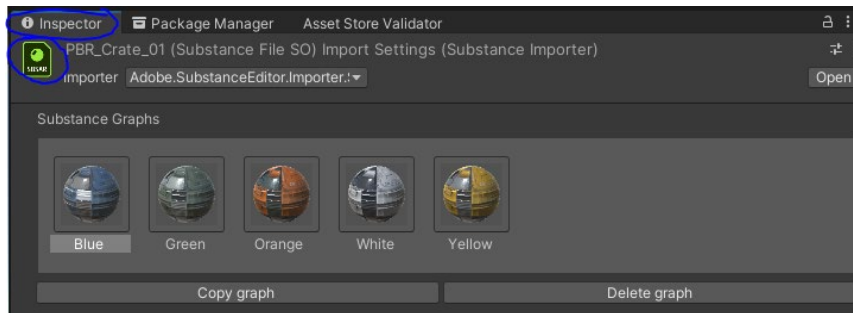 Inspector Package Manager Asset Store Validator
PBR_Crate_01 (Substance File SO) Import Settings (Substance Importer)
SBSAR
Importer Adobe.SubstanceEditor.Importer.: Open
Substance Graphs
Blue Green Orange White Yellow
Copy graph Delete graph